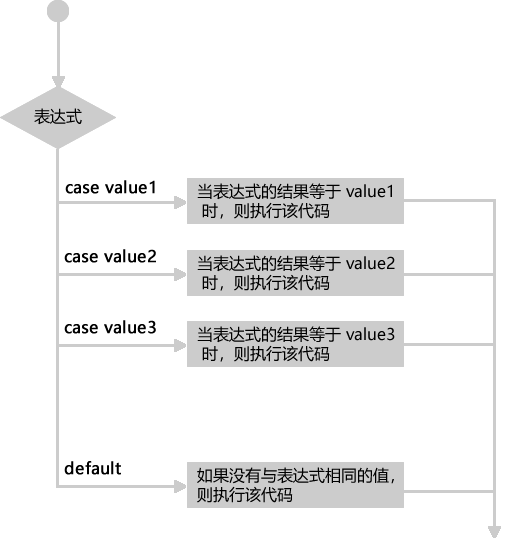 表达式
case value1
当表达式的结果等于 value1
时，则执行该代码
case value2
当表达式的结果等于 value2
时，则执行该代码
case value3
当表达式的结果等于 value3
时，则执行该代码
default
如果没有与表达式相同的值，
则执行该代码